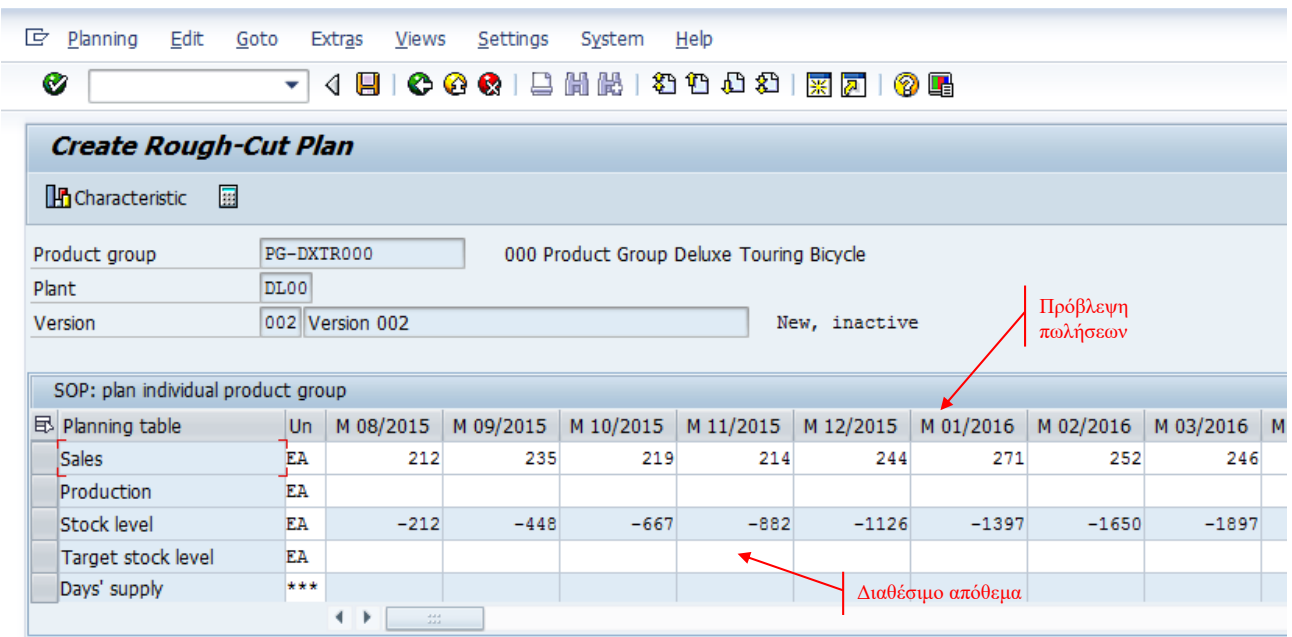 Planning Edit Goto Extras Views Settings System Help
Create Rough-Cut Plan
Characteristic
Product group PG-DXTR000 000 Product Group Deluxe Touring Bicycle
Plant DL00
Version 002 Version 002 New, inactive
Πρόβλεψη
πωλήσεων
SOP: plan individual product group
Planning table Un M 08/2015 M 09/2015 M 10/2015 M 11/2015 M 12/2015 M 01/2016 M 02/2016 M 03/2016 M
Sales EA 212 235 219 214 244 271 252 246
Production EA
Stock level EA -212 -448 -667 -882 -1126 -1397 -1650 -1897
Target stock level EA
Days' supply ***
Διαθέσιμο απόθεμα